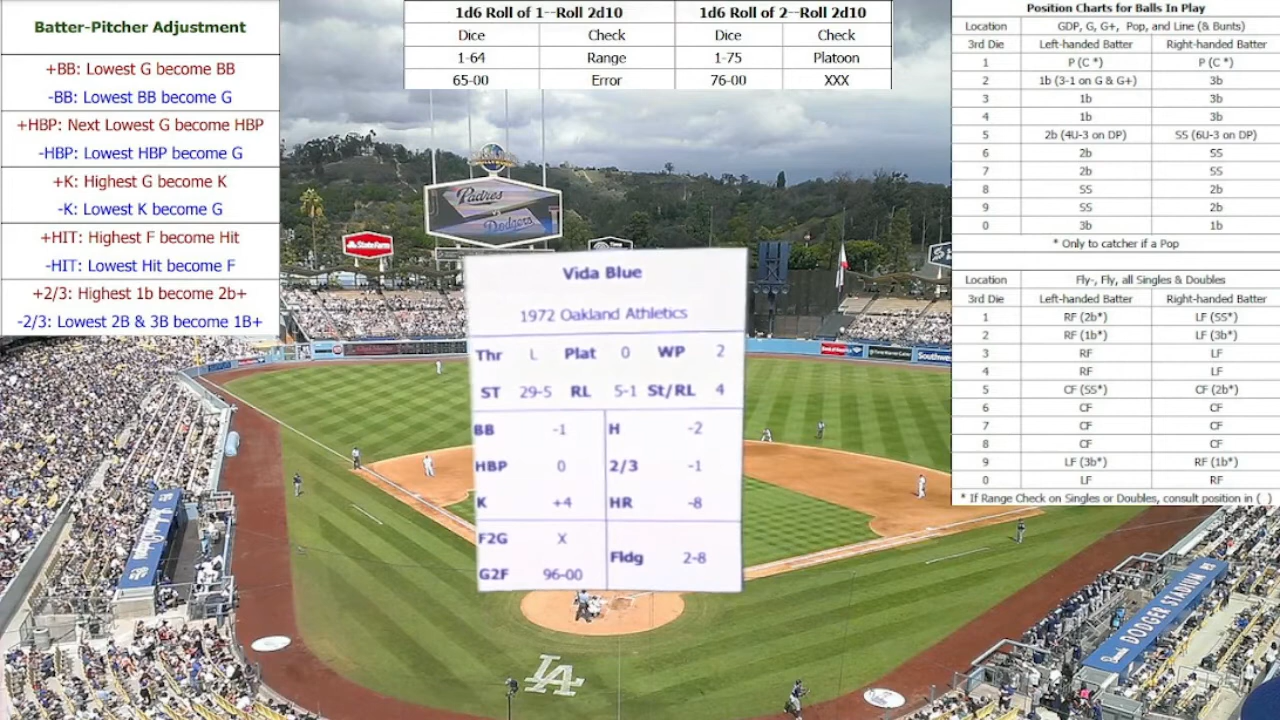 Batter-Pitcher Adjustment
+BB: Lowest G become BB
-BB: Lowest BB become G
+HBP: Next Lowest G become HBP
-HBP: Lowest HBP become G
+K: Highest G become K
-K: Lowest K become G
+HIT: Highest F become Hit
-HIT: Lowest Hit become F
+2/3: Highest 1b become 2b+
-2/3: Lowest 2B & 3B become 1B+
1d6 Roll of 1--Roll 2d10 1d6 Roll of 2--Roll 2d10
Dice Check Dice Check
1-64 Range 1-75 Platoon
65-00 Error 76-00 XXX
Position Charts for Balls In Play
Location GDP, G, G+, Pop, and Line (& Bunts)
3rd Die Left-handed Batter Right-handed Batter
1 P (C *) P (C *)
2 1b (3-1 on G & G+) 3b
3 1b 3b
4 1b 3b
5 2b (4U-3 on DP) SS (6U-3 on DP)
6 2b SS
7 2b SS
8 SS 2b
9 SS 2b
0 3b 1b
* Only to catcher if a Pop
Location Fly-, Fly, all Singles & Doubles
3rd Die Left-handed Batter Right-handed Batter
1 RF (2b*) LF (SS*)
2 RF (1b*) LF (3b*)
3 RF LF
4 RF LF
5 CF (SS*) CF (2b*)
6 CF CF
7 CF CF
8 CF CF
9 LF (3b*) RF (1b*)
0 LF RF
* If Range Check on Singles or Doubles, consult position in ( )
Padres
Dodgers
State Farm
Vida Blue
1972 Oakland Athletics
Thr L Plat 0 WP 2
ST 29-5 RL 5-1 St/RL 4
BB -1 H -2
HBP 0 2/3 -1
K +4 HR -8
F2G X
Fldg 2-8
G2F 96-00
Bank of America
Southwest
DODGER STADIUM
LA